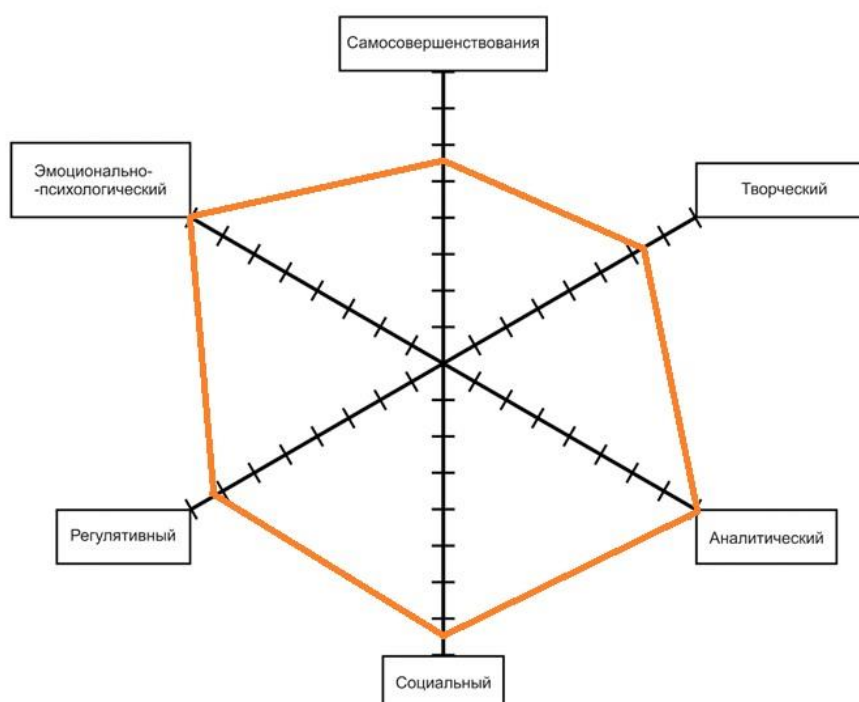 Самосовершенствования
Эмоционально-
-психологический
Творческий
Регулятивный
Аналитический
Социальный